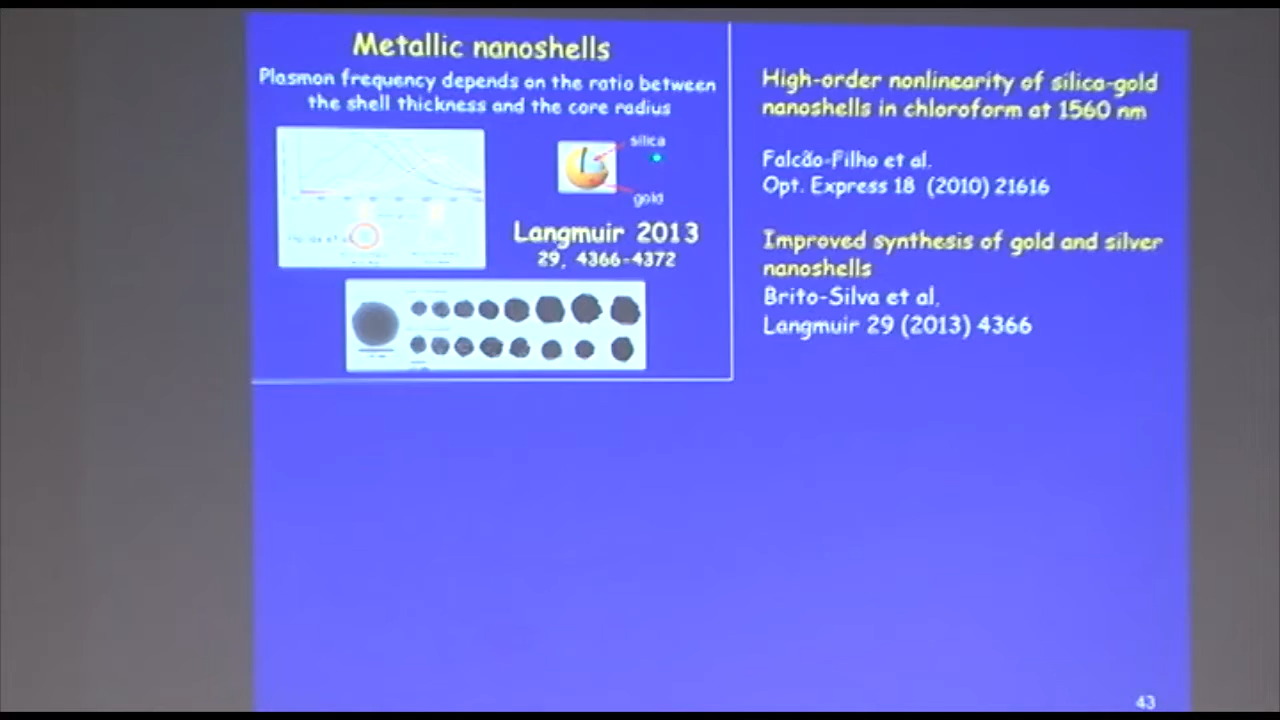 Metallic nanoshells
Plasmon frequency depends on the ratio between
the shell thickness and the core radius
silica
gold
Langmuir 2013
29, 4366-4372
High-order nonlinearity of silica-gold
nanoshells in chloroform at 1560 nm
Falcão-Filho et al.
Opt. Express 18 (2010) 21616
Improved synthesis of gold and silver
nanoshells
Brito-Silva et al.
Langmuir 29 (2013) 4366
43